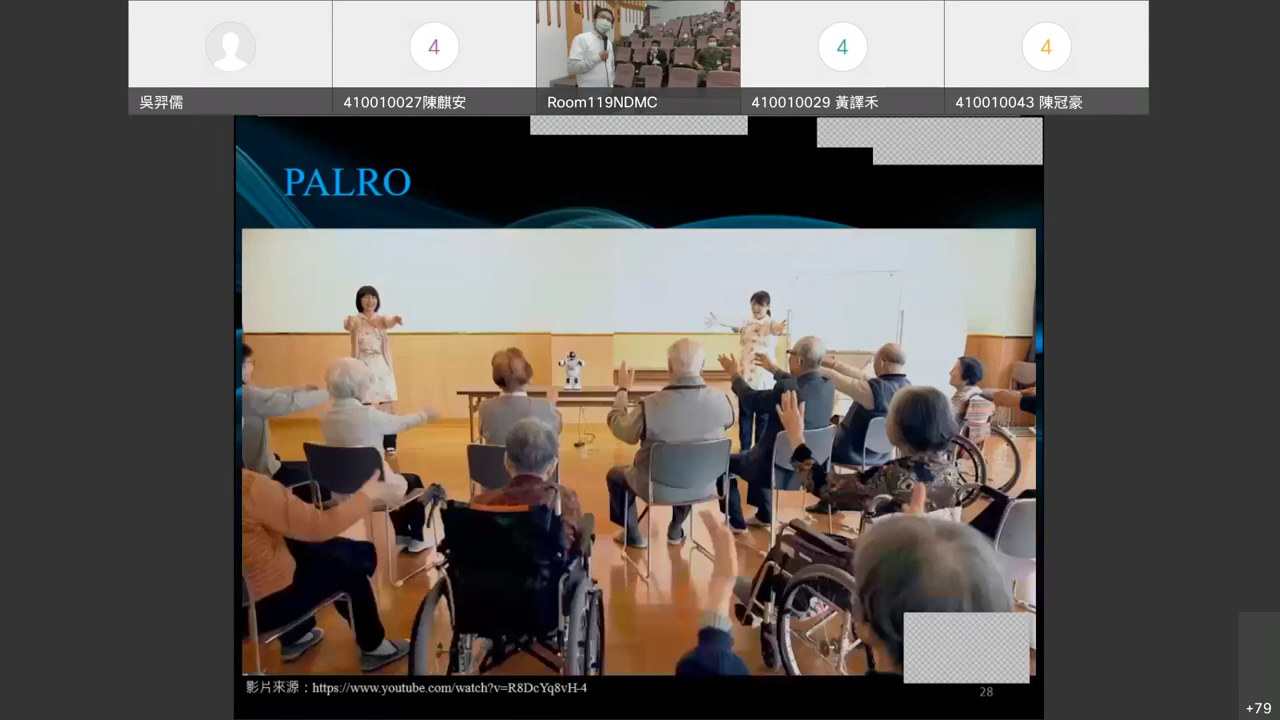 吳羿儒
4
410010027陳麒安
Room119NDMC
4
410010029 黃譯禾
4
410010043 陳冠豪
PALRO
影片來源：https://www.youtube.com/watch?v=R8DcYq8vH-4
28
+79